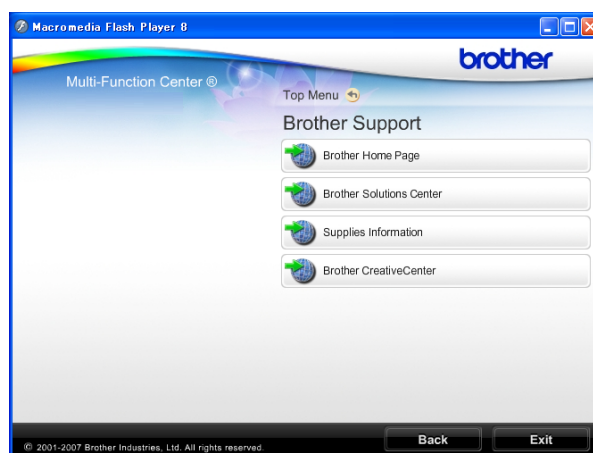 Macromedia Flash Player 8
brother
Multi-Function Center ®
Top Menu
Brother Support
Brother Home Page
Brother Solutions Center
Supplies Information
Brother CreativeCenter
Back
Exit
© 2001-2007 Brother Industries, Ltd. All rights reserved.